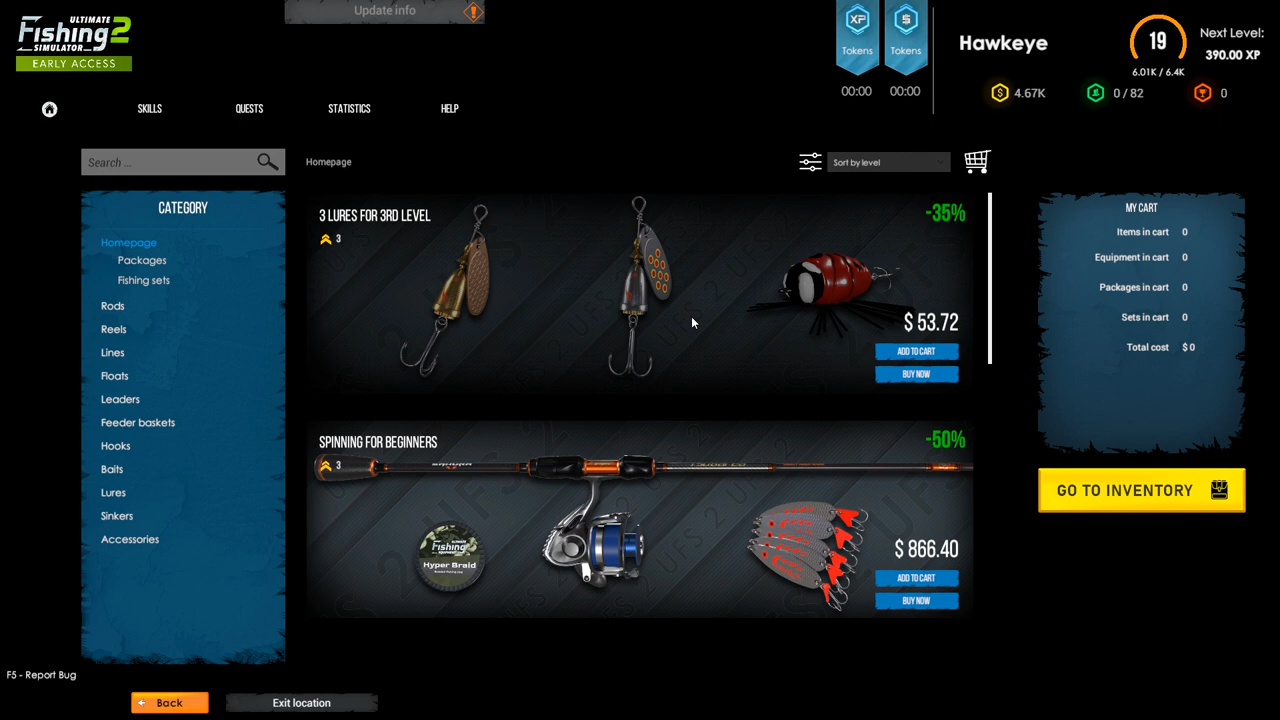 Update info
ULTIMATE
Fishing 2
SIMULATOR
EARLY ACCESS
XP
Tokens
00:00
$
Tokens
00:00
Hawkeye
19
6.01K / 6.4K
Next Level:
390.00 XP
$ 4.67K
0 / 82
0
SKILLS
QUESTS
STATISTICS
HELP
Search ...
Homepage
Sort by level
CATEGORY
Homepage
Packages
Fishing sets
Rods
Reels
Lines
Floats
Leaders
Feeder baskets
Hooks
Baits
Lures
Sinkers
Accessories
3 LURES FOR 3RD LEVEL
3
-35%
$ 53.72
ADD TO CART
BUY NOW
SPINNING FOR BEGINNERS
3
-50%
Fishing
Hyper Braid
$ 866.40
ADD TO CART
BUY NOW
MY CART
Items in cart 0
Equipment in cart 0
Packages in cart 0
Sets in cart 0
Total cost $ 0
GO TO INVENTORY
F5 - Report Bug
Back
Exit location